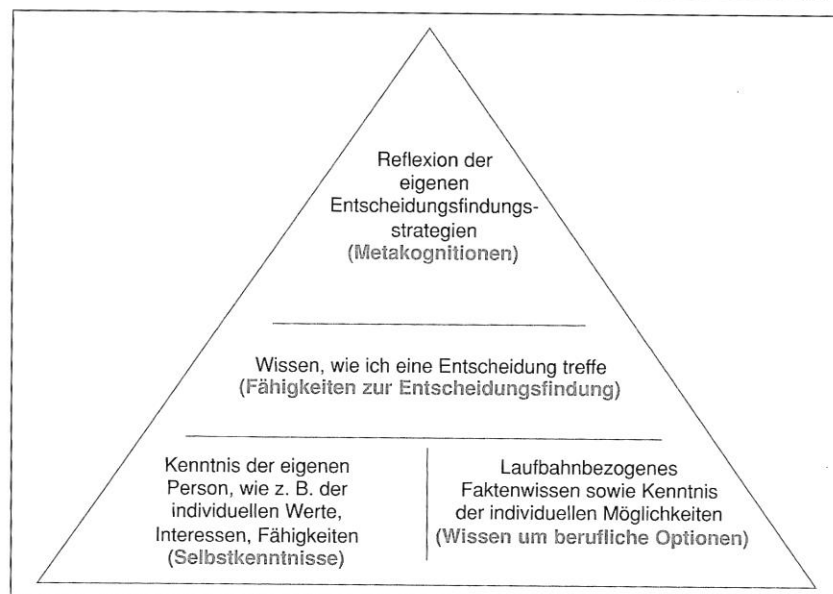 Reflexion der
eigenen
Entscheidungsfindungs-
strategien
(Metakognitionen)
Wissen, wie ich eine Entscheidung treffe
(Fähigkeiten zur Entscheidungsfindung)
Kenntnis der eigenen
Person, wie z. B. der
individuellen Werte,
Interessen, Fähigkeiten
(Selbstkenntnisse)
Laufbahnbezogenes
Faktenwissen sowie Kenntnis
der individuellen Möglichkeiten
(Wissen um berufliche Optionen)